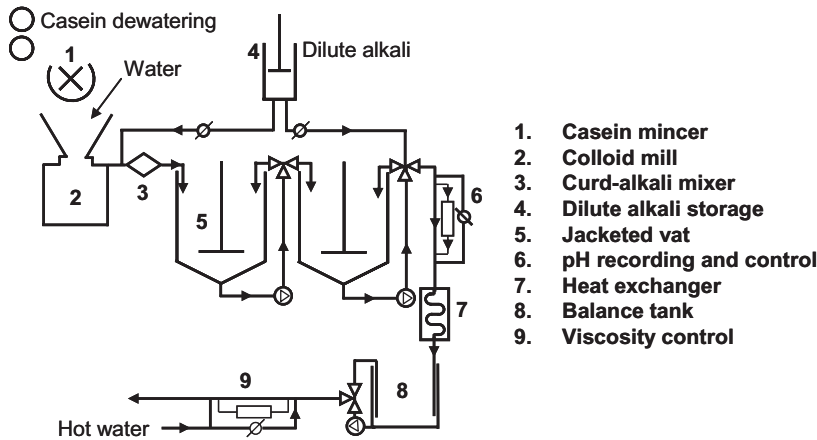 Casein dewatering
1
Water
4
Dilute alkali
2
3
5
6
7
8
9
Hot water
1. Casein mincer
2. Colloid mill
3. Curd-alkali mixer
4. Dilute alkali storage
5. Jacketed vat
6. pH recording and control
7. Heat exchanger
8. Balance tank
9. Viscosity control